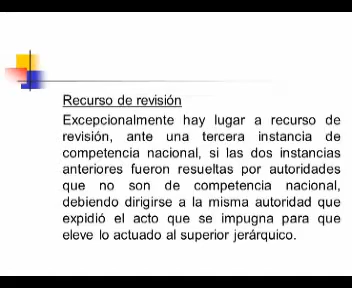 Recurso de revisión
Excepcionalmente hay lugar a recurso de
revisión, ante una tercera instancia de
competencia nacional, si las dos instancias
anteriores fueron resueltas por autoridades
que no son de competencia nacional,
debiendo dirigirse a la misma autoridad que
expidió el acto que se impugna para que
eleve lo actuado al superior jerárquico.